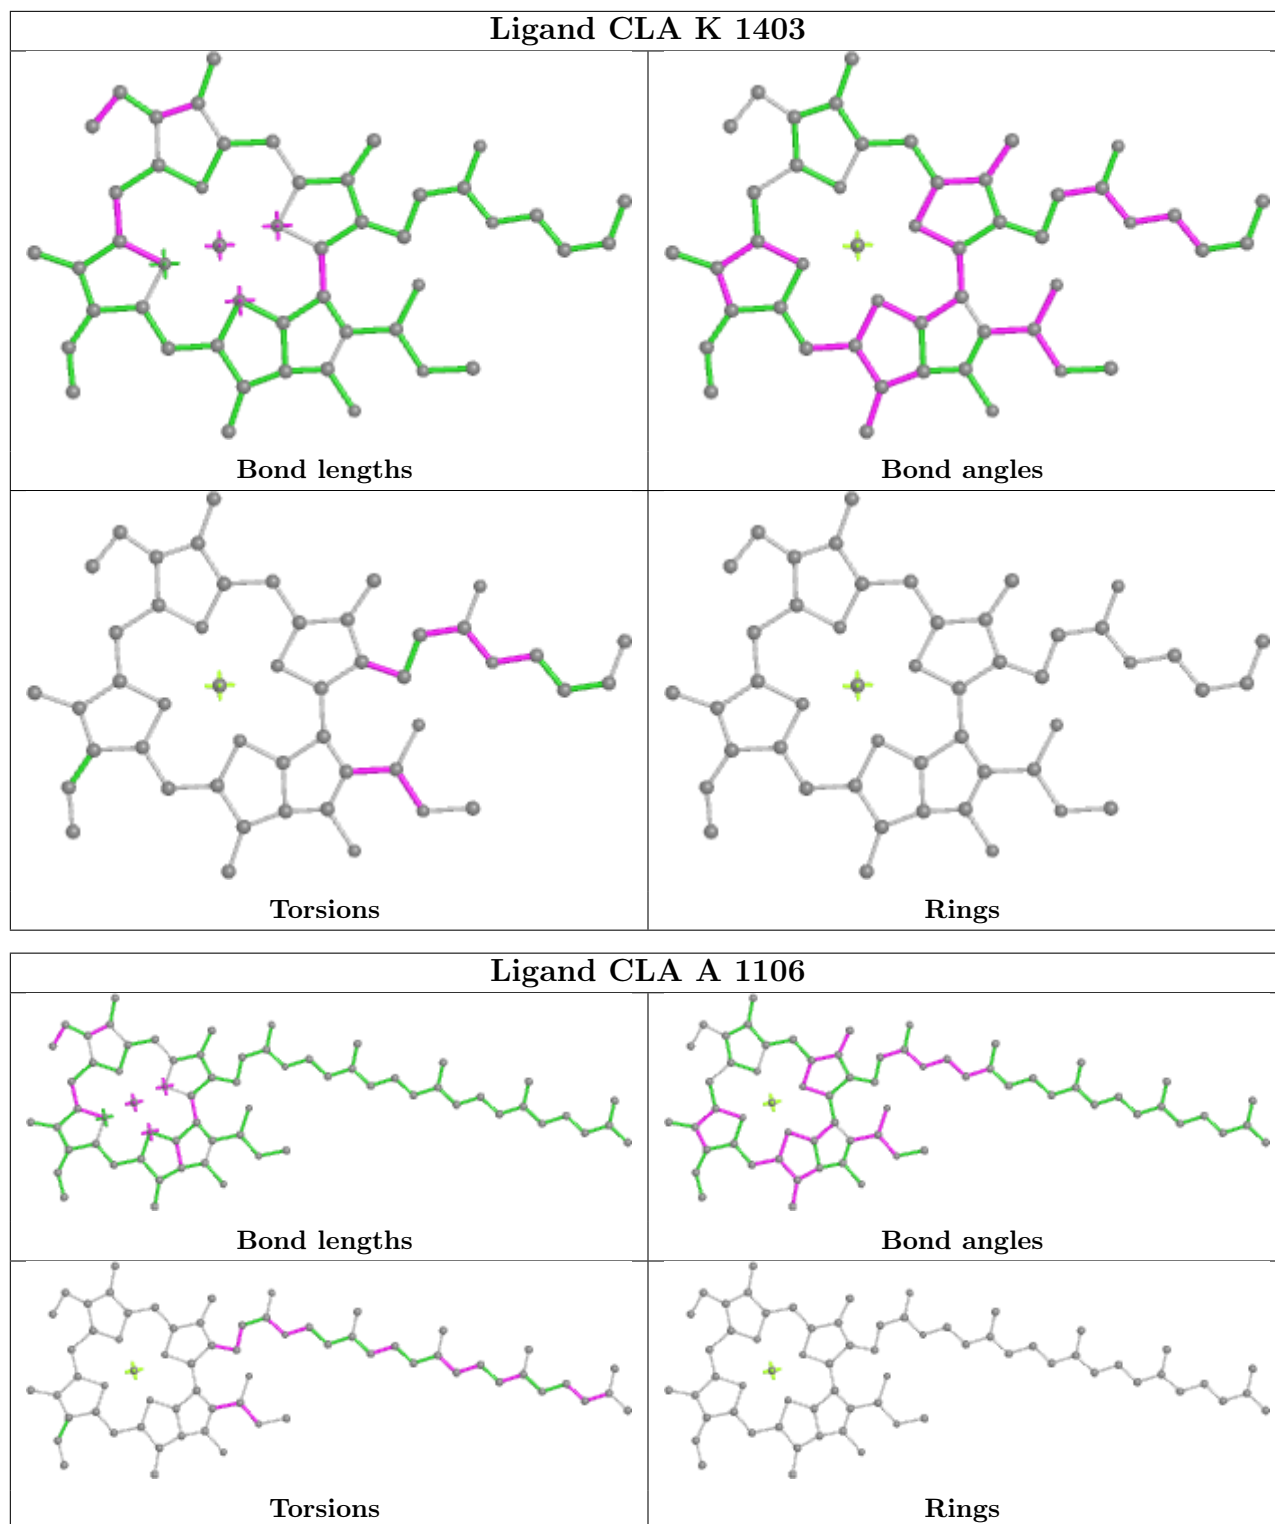 Ligand CLA K 1403
Bond lengths
Bond angles
Torsions
Rings
Ligand CLA A 1106
Bond lengths
Bond angles
Torsions
Rings